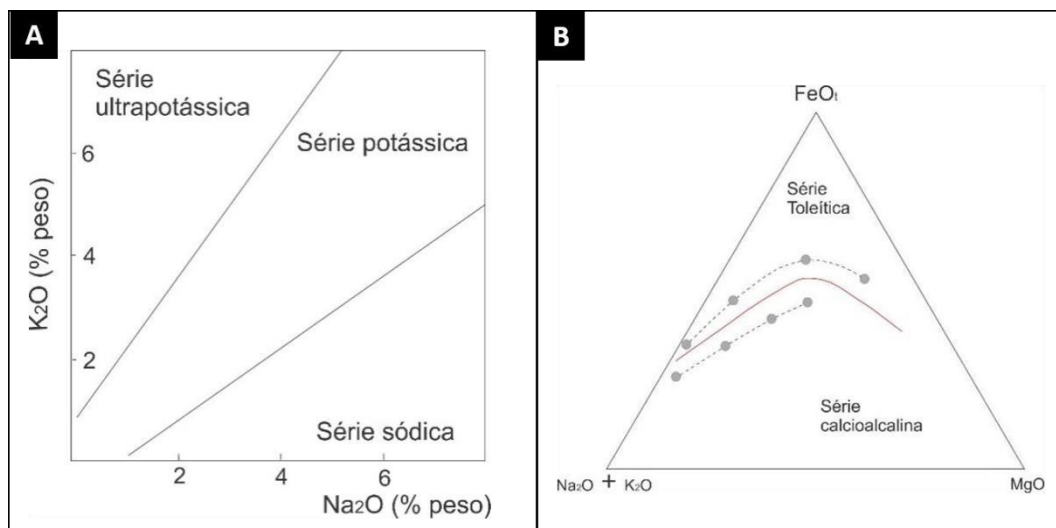 A
Série
ultrapotássica
Série potássica
6
4
2
K₂O (% peso)
Série sódica
2
4
6
Na₂O (% peso)
B
FeOₜ
Série
Toleítica
Série
calcioalcalina
Na₂O + K₂O
MgO